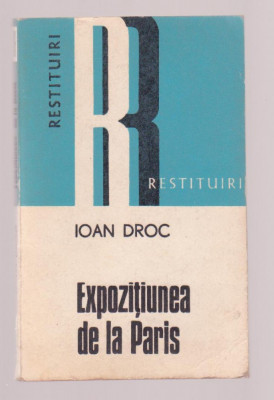 RESTITUIRI
R
RESTITUIRI
IOAN DROC
Expozițiunea
de la Paris